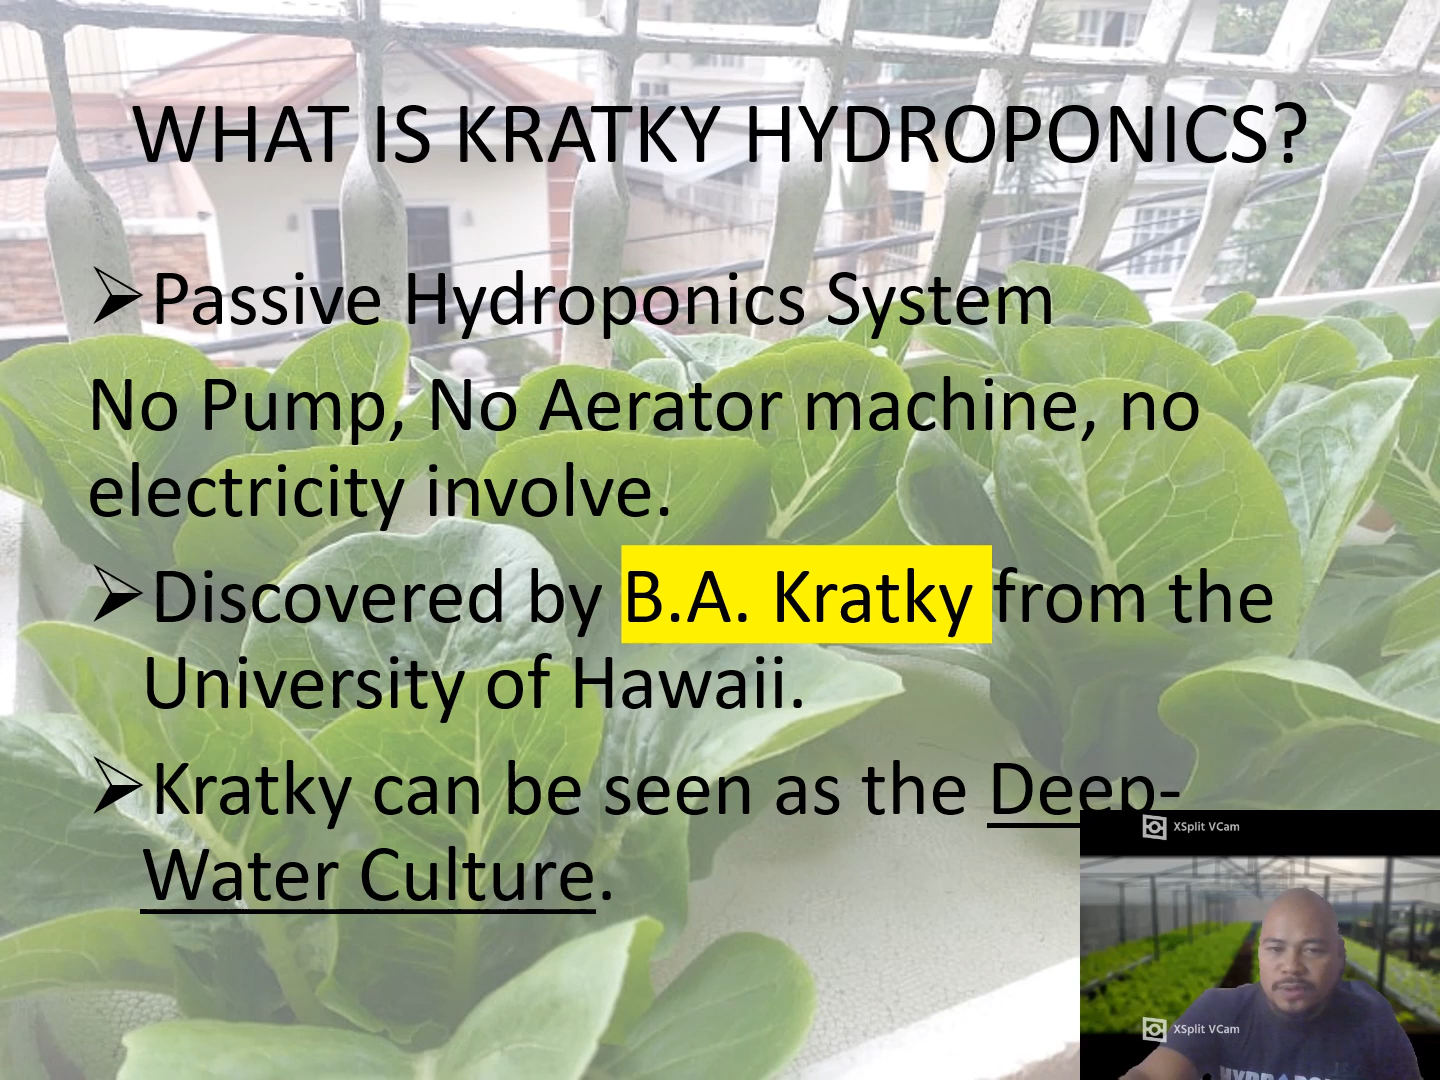 WHAT IS KRATKY HYDROPONICS?
➢Passive Hydroponics System
No Pump, No Aerator machine, no
electricity involve.
➢Discovered by B.A. Kratky from the
University of Hawaii.
➢Kratky can be seen as the Deep-
Water Culture.
XSplit VCam
XSplit VCam